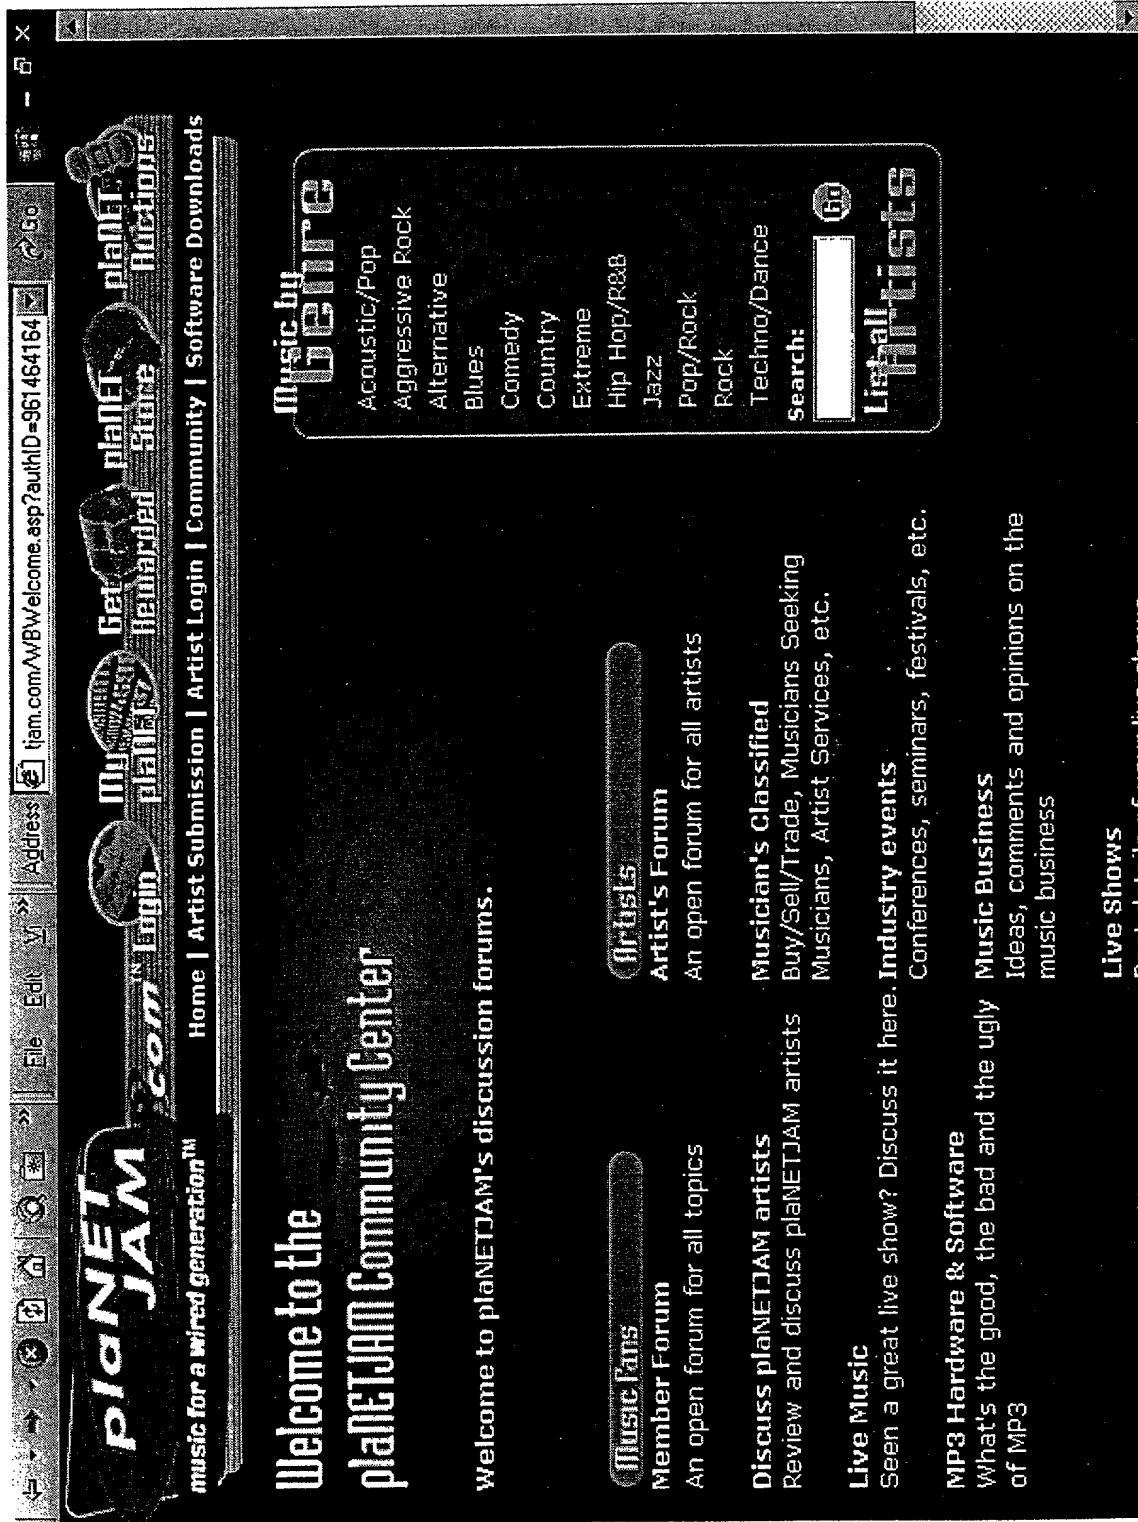 File Edit Vi » Address tjam.com/WBWelcome.asp?authID=961464164 Go
plaNET
JAM
.com™
music for a wired generation™
Login
My
plaNET
Get
Rewarded
plaNET
Store
plaNET
Auctions
Home | Artist Submission | Artist Login | Community | Software Downloads
Welcome to the
plaNETJAM Community Center
Welcome to plaNETJAM's discussion forums.
Music Fans
Member Forum
An open forum for all topics
Discuss plaNETJAM artists
Review and discuss plaNETJAM artists
Live Music
Seen a great live show? Discuss it here.
MP3 Hardware & Software
What's the good, the bad and the ugly
of MP3
Artists
Artist's Forum
An open forum for all artists
Musician's Classified
Buy/Sell/Trade, Musicians Seeking
Musicians, Artist Services, etc.
Industry events
Conferences, seminars, festivals, etc.
Music Business
Ideas, comments and opinions on the
music business
Live Shows
Music by
Genre
Acoustic/Pop
Aggressive Rock
Alternative
Blues
Comedy
Country
Extreme
Hip Hop/R&B
Jazz
Pop/Rock
Rock
Techno/Dance
Search:
Go
List all
Artists